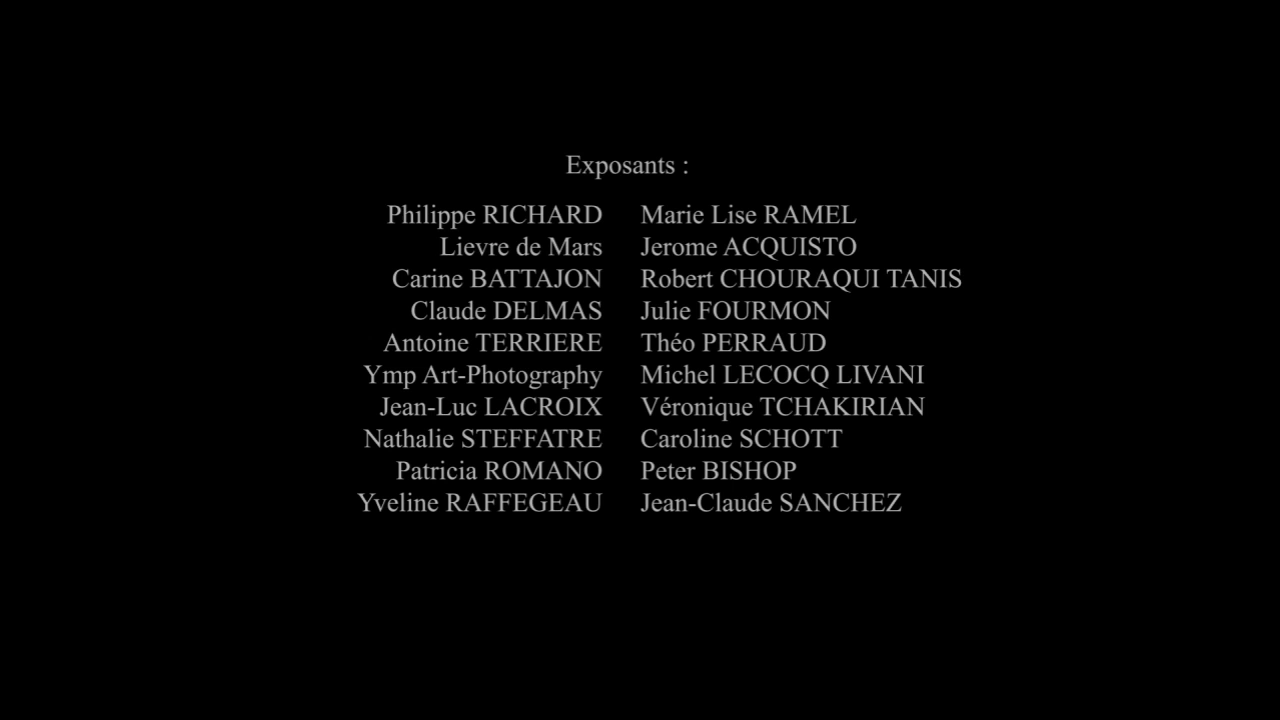 Exposants :
Philippe RICHARD Marie Lise RAMEL
Lievre de Mars Jerome ACQUISTO
Carine BATTAJON Robert CHOURAQUI TANIS
Claude DELMAS Julie FOURMON
Antoine TERRIERE Théo PERRAUD
Ymp Art-Photography Michel LECOCQ LIVANI
Jean-Luc LACROIX Véronique TCHAKIRIAN
Nathalie STEFFATRE Caroline SCHOTT
Patricia ROMANO Peter BISHOP
Yveline RAFFEGEAU Jean-Claude SANCHEZ